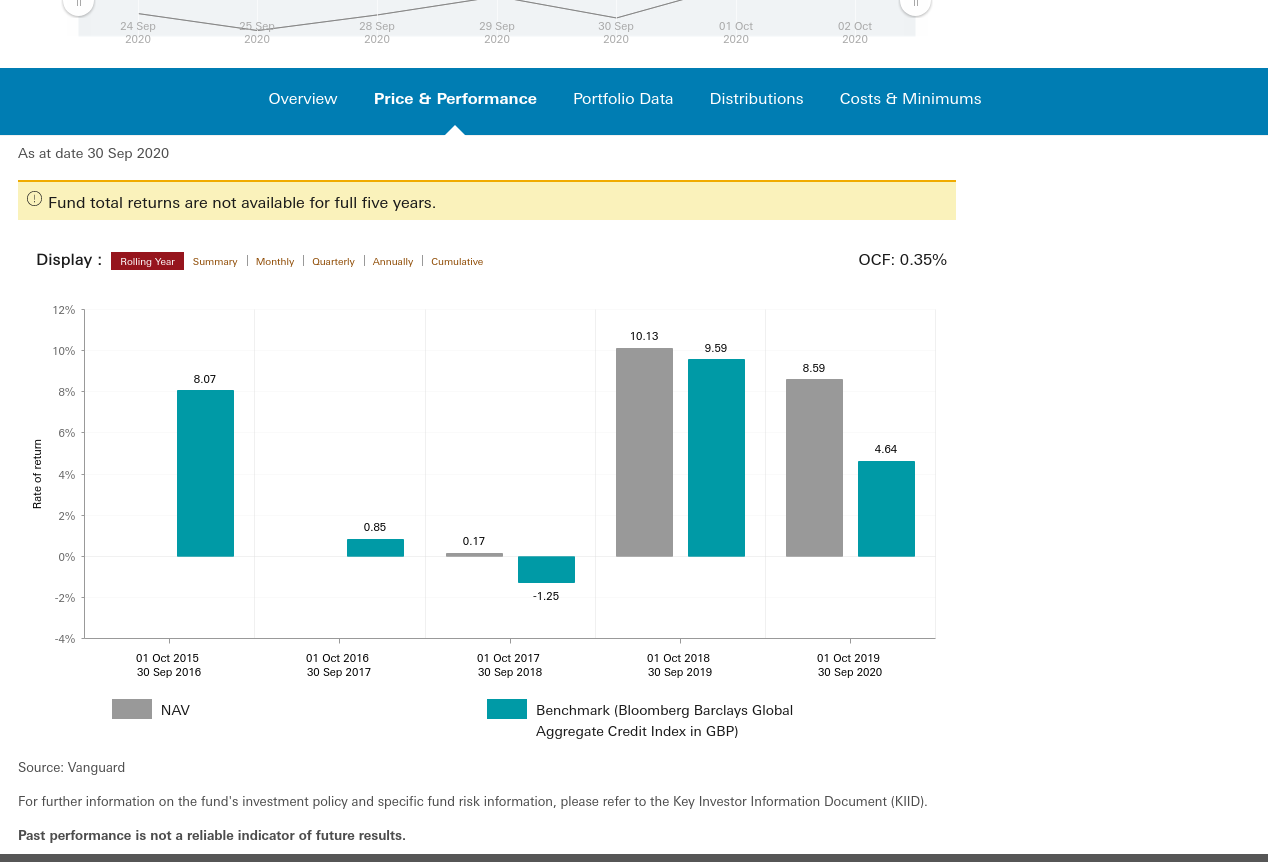 24 Sep 2020
25 Sep 2020
28 Sep 2020
29 Sep 2020
30 Sep 2020
01 Oct 2020
02 Oct 2020
Overview
Price & Performance
Portfolio Data
Distributions
Costs & Minimums
As at date 30 Sep 2020
Fund total returns are not available for full five years.
Display :
Rolling Year
Summary
Monthly
Quarterly
Annually
Cumulative
OCF: 0.35%
12%
10%
8%
6%
4%
2%
0%
-2%
-4%
Rate of return
8.07
0.85
0.17
-1.25
10.13
9.59
8.59
4.64
01 Oct 2015
30 Sep 2016
01 Oct 2016
30 Sep 2017
01 Oct 2017
30 Sep 2018
01 Oct 2018
30 Sep 2019
01 Oct 2019
30 Sep 2020
NAV
Benchmark (Bloomberg Barclays Global
Aggregate Credit Index in GBP)
Source: Vanguard
For further information on the fund's investment policy and specific fund risk information, please refer to the Key Investor Information Document (KIID).
Past performance is not a reliable indicator of future results.